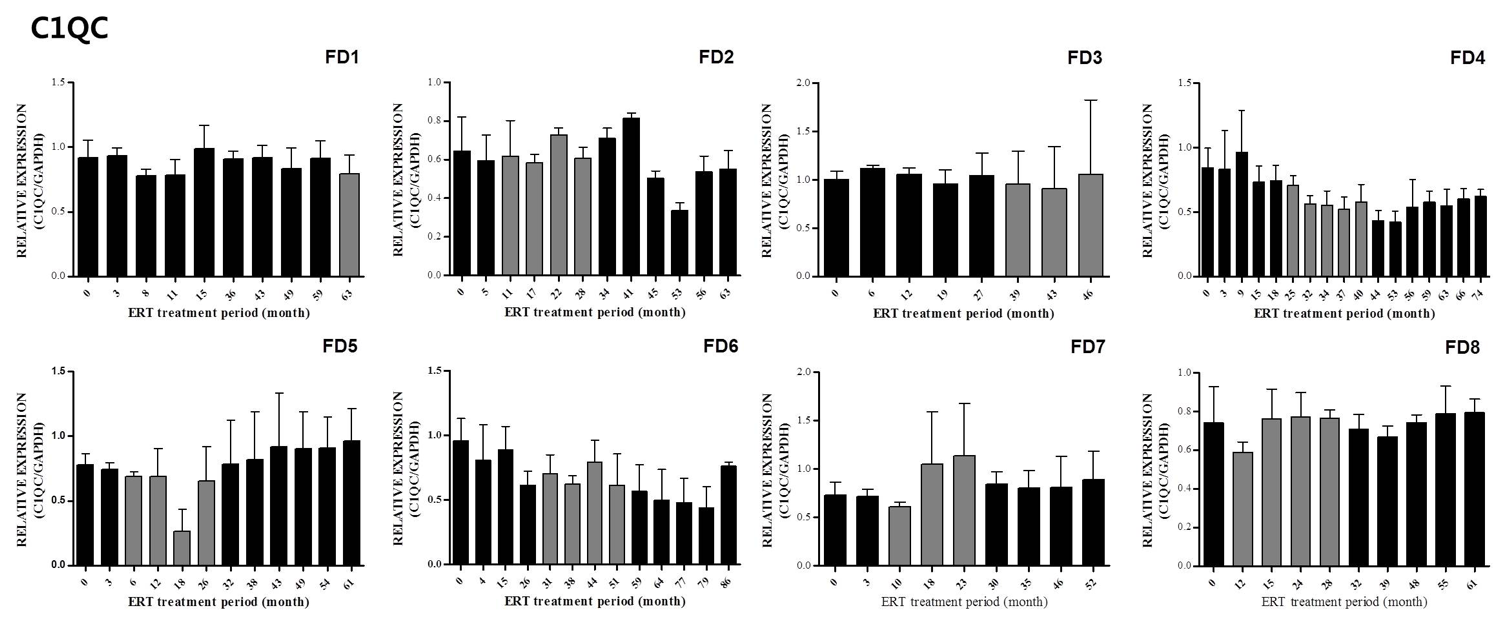 C1QC
FD1
RELATIVE EXPRESSION
(C1QC/GAPDH)
1.5
1.0
0.5
0.0
0 3 8 11 15 36 43 49 59 63
ERT treatment period (month)
FD2
RELATIVE EXPRESSION
(C1QC/GAPDH)
1.0
0.8
0.6
0.4
0.2
0.0
0 5 11 17 22 28 34 41 45 53 56 63
ERT treatment period (month)
FD3
RELATIVE EXPRESSION
(C1QC/GAPDH)
2.0
1.5
1.0
0.5
0.0
0 6 12 19 27 39 43 46
ERT treatment period (month)
FD4
RELATIVE EXPRESSION
(C1QC/GAPDH)
1.5
1.0
0.5
0.0
0 3 9 15 18 25 32 34 37 40 44 53 56 59 63 66 74
ERT treatment period (month)
FD5
RELATIVE EXPRESSION
(C1QC/GAPDH)
1.5
1.0
0.5
0.0
0 3 6 12 18 26 32 38 43 49 54 61
ERT treatment period (month)
FD6
RELATIVE EXPRESSION
(C1QC/GAPDH)
1.5
1.0
0.5
0.0
0 4 15 26 31 38 44 51 59 64 77 79 86
ERT treatment period (month)
FD7
RELATIVE EXPRESSION
(C1QC/GAPDH)
2.0
1.5
1.0
0.5
0.0
0 3 10 18 23 30 35 46 52
ERT treatment period (month)
FD8
RELATIVE EXPRESSION
(C1QC/GAPDH)
1.0
0.8
0.6
0.4
0.2
0.0
0 12 15 24 28 32 39 48 55 61
ERT treatment period (month)